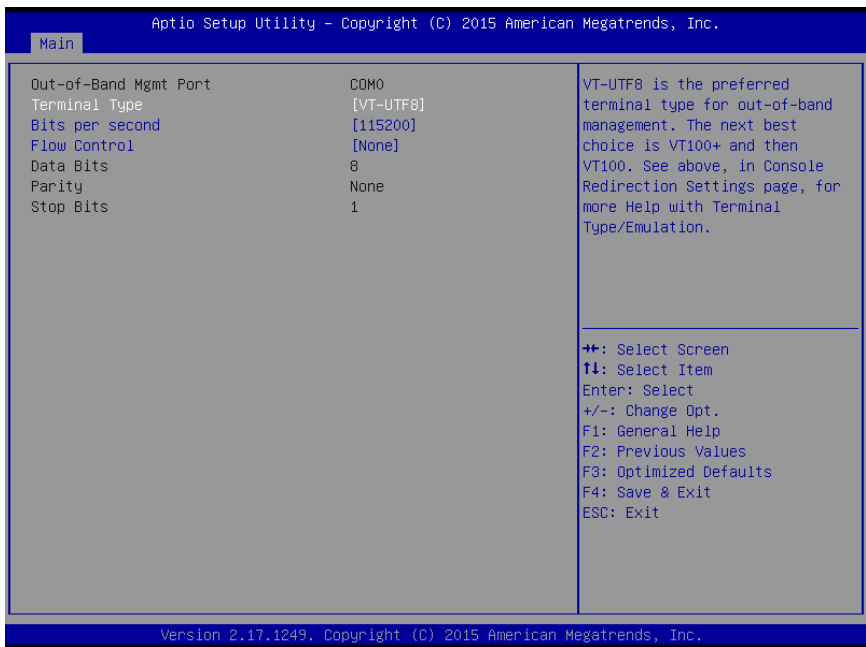 Aptio Setup Utility – Copyright (C) 2015 American Megatrends, Inc.
Main
Out-of-Band Mgmt Port COM0
Terminal Type [VT-UTF8]
Bits per second [115200]
Flow Control [None]
Data Bits 8
Parity None
Stop Bits 1
VT-UTF8 is the preferred
terminal type for out-of-band
management. The next best
choice is VT100+ and then
VT100. See above, in Console
Redirection Settings page, for
more Help with Terminal
Type/Emulation.
→←: Select Screen
↑↓: Select Item
Enter: Select
+/-: Change Opt.
F1: General Help
F2: Previous Values
F3: Optimized Defaults
F4: Save & Exit
ESC: Exit
Version 2.17.1249. Copyright (C) 2015 American Megatrends, Inc.